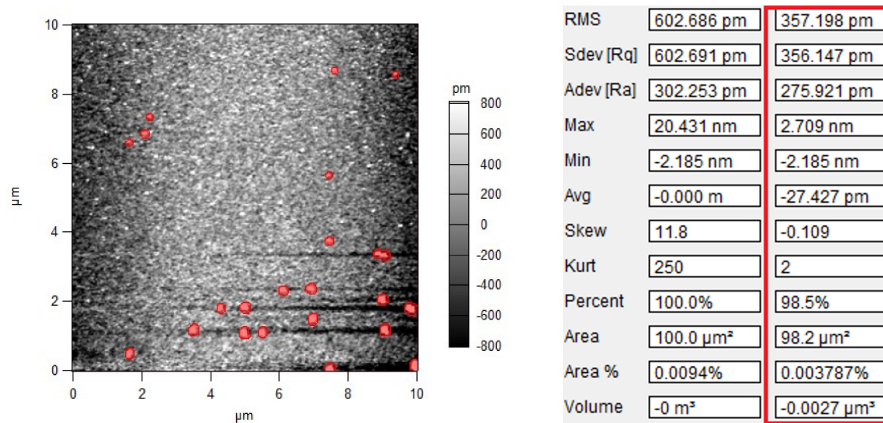 10
8
6
4
2
0
µm
0 2 4 6 8 10
µm
pm
800
600
400
200
0
-200
-400
-600
-800
RMS 602.686 pm 357.198 pm
Sdev [Rq] 602.691 pm 356.147 pm
Adev [Ra] 302.253 pm 275.921 pm
Max 20.431 nm 2.709 nm
Min -2.185 nm -2.185 nm
Avg -0.000 m -27.427 pm
Skew 11.8 -0.109
Kurt 250 2
Percent 100.0% 98.5%
Area 100.0 µm² 98.2 µm²
Area % 0.0094% 0.003787%
Volume -0 m³ -0.0027 µm³